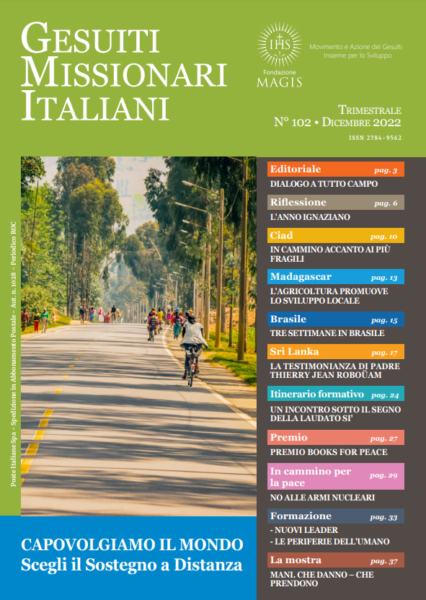 GESUITI
MISSIONARI
ITALIANI
IHS
Fondazione
MAGIS
Movimento e Azione dei Gesuiti
Insieme per lo Sviluppo
TRIMESTRALE
N° 102 • DICEMBRE 2022
ISSN 2784-9562
Poste Italiane Spa - Spedizione in Abbonamento Postale - Aut. n. 1028 - Periodico ROC
Editoriale pag. 3
DIALOGO A TUTTO CAMPO
Riflessione pag. 6
L'ANNO IGNAZIANO
Ciad pag. 10
IN CAMMINO ACCANTO AI PIÙ
FRAGILI
Madagascar pag. 13
L'AGRICOLTURA PROMUOVE
LO SVILUPPO LOCALE
Brasile pag. 15
TRE SETTIMANE IN BRASILE
Sri Lanka pag. 17
LA TESTIMONIANZA DI PADRE
THIERRY JEAN ROBOÜAM
Itinerario formativo pag. 24
UN INCONTRO SOTTO IL SEGNO
DELLA LAUDATO SI'
Premio pag. 27
PREMIO BOOKS FOR PEACE
In cammino per
la pace pag. 29
NO ALLE ARMI NUCLEARI
Formazione pag. 33
- NUOVI LEADER
- LE PERIFERIE DELL'UMANO
La mostra pag. 37
MANI. CHE DANNO – CHE
PRENDONO
CAPOVOLGIAMO IL MONDO
Scegli il Sostegno a Distanza